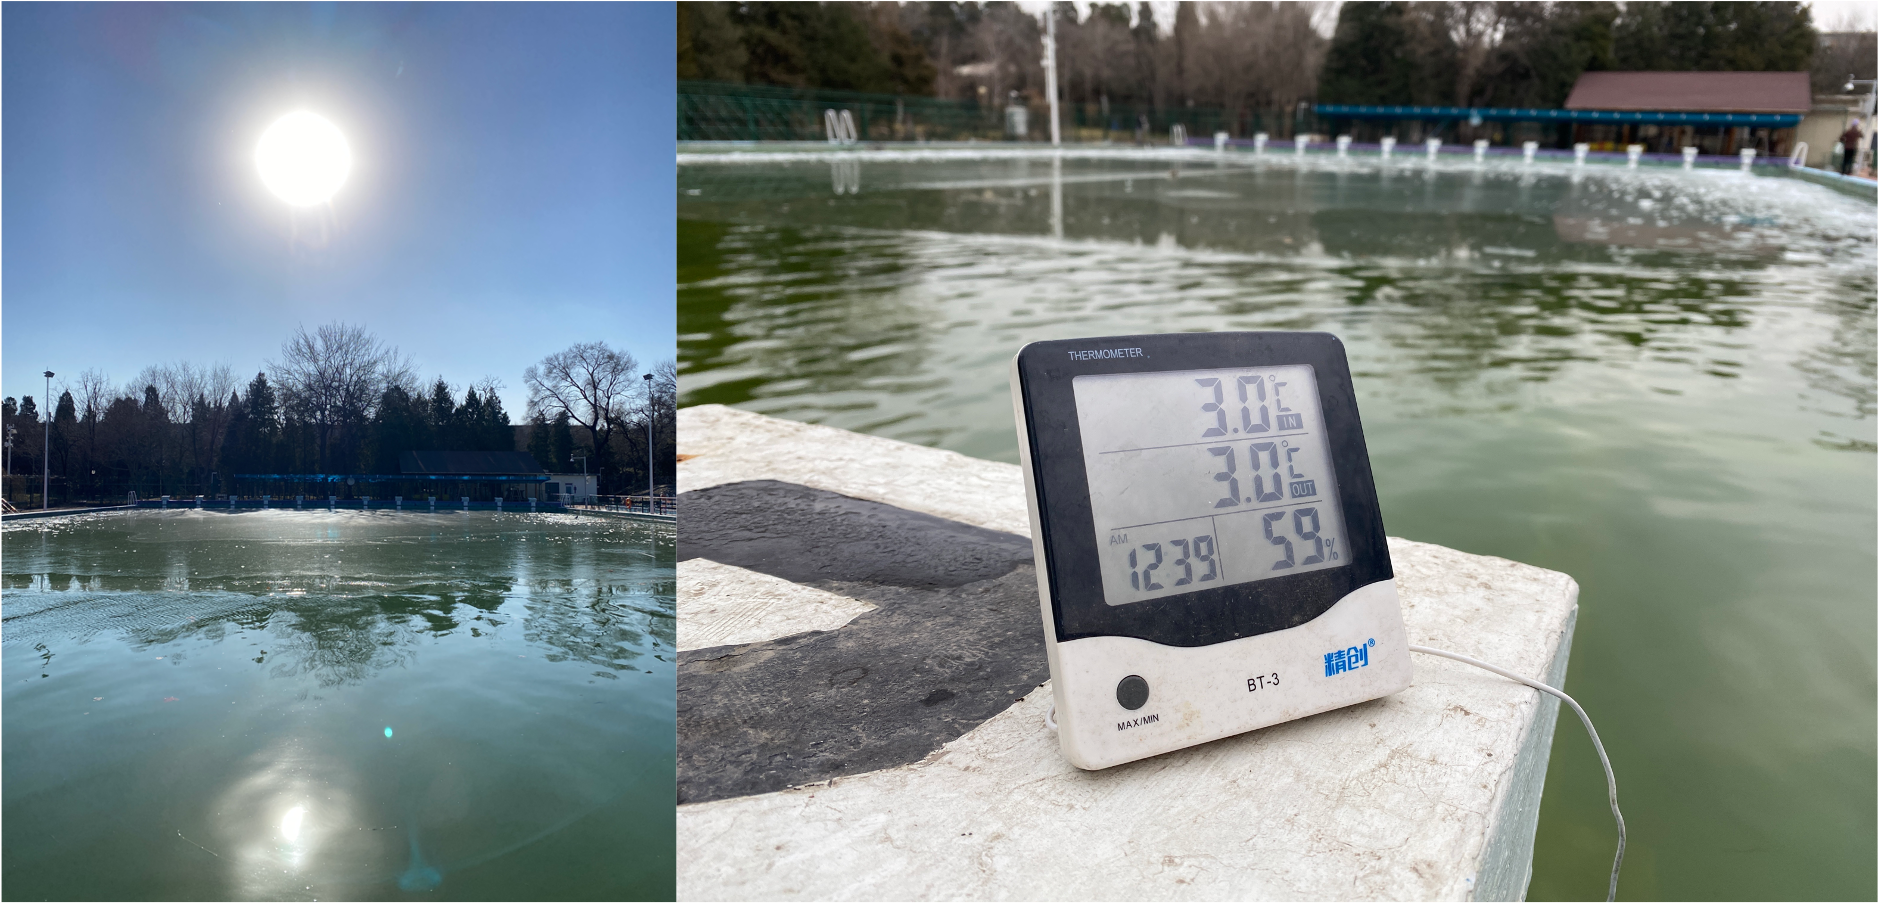 THERMOMETER
3.0℃
IN
3.0℃
OUT
AM
12:39
59%
精创®
BT-3
MAX/MIN